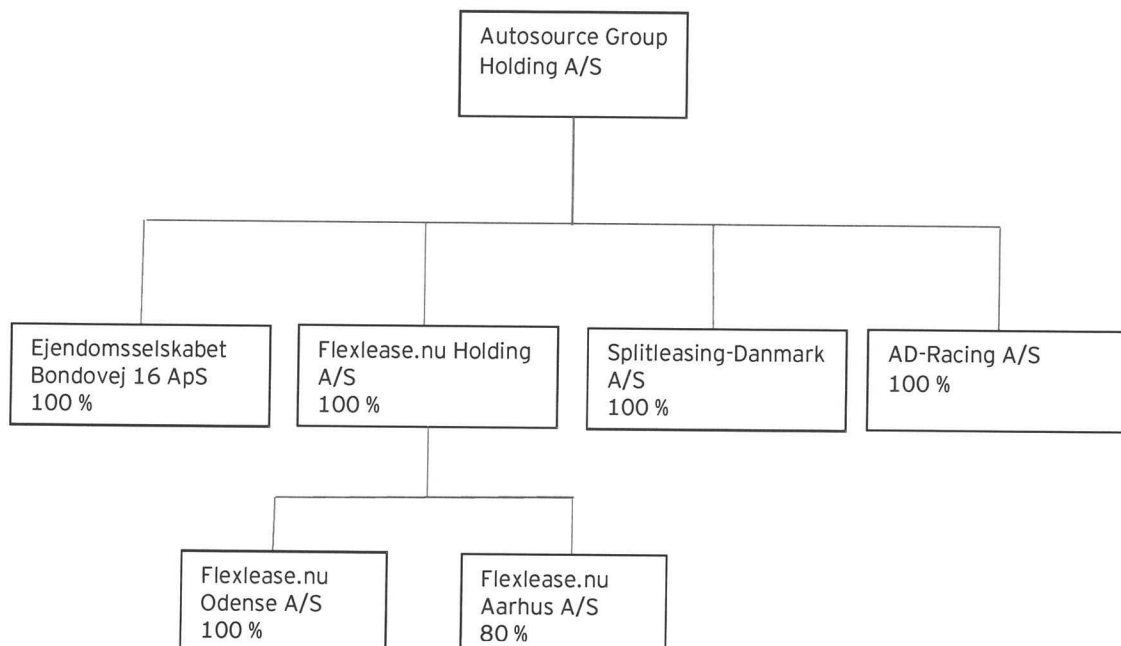 Autosource Group
Holding A/S
Ejendomsselskabet
Bondovej 16 ApS
100 %
Flexlease.nu Holding
A/S
100 %
Splitleasing-Danmark
A/S
100 %
AD-Racing A/S
100 %
Flexlease.nu
Odense A/S
100 %
Flexlease.nu
Aarhus A/S
80 %